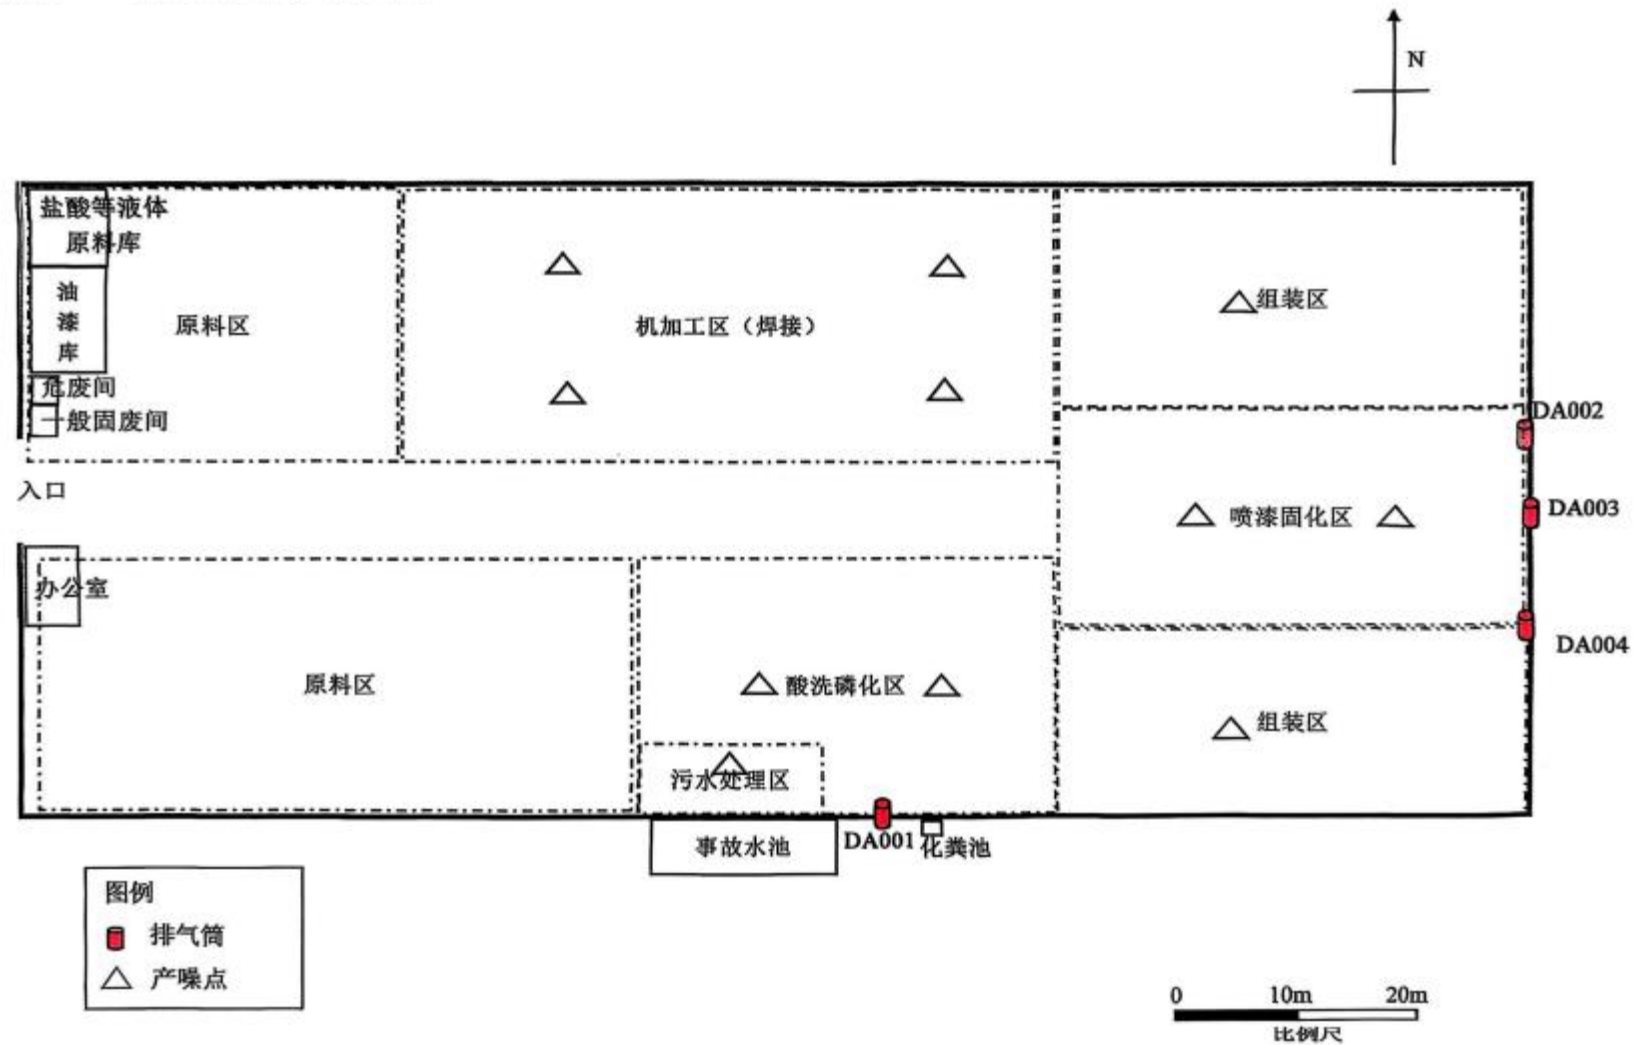 N
盐酸等液体
原料库
油
漆
库
原料区
机加工区（焊接）
组装区
危废间
一般固废间
DA002
入口
DA003
喷漆固化区
办公室
DA004
原料区
酸洗磷化区
组装区
污水处理区
事故水池
DA001
化粪池
图例
排气筒
产噪点
0 10m 20m
比例尺